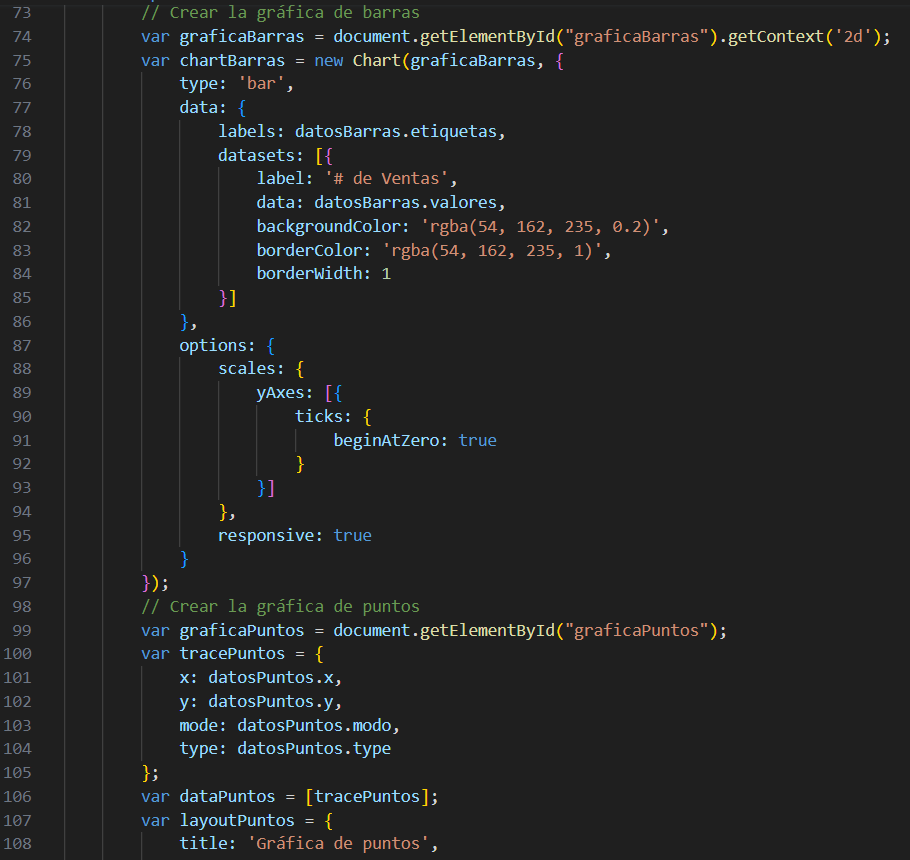 73 // Crear la gráfica de barras
74 var graficaBarras = document.getElementById("graficaBarras").getContext('2d');
75 var chartBarras = new Chart(graficaBarras, {
76 type: 'bar',
77 data: {
78 labels: datosBarras.etiquetas,
79 datasets: [{
80 label: '# de Ventas',
81 data: datosBarras.valores,
82 backgroundColor: 'rgba(54, 162, 235, 0.2)',
83 borderColor: 'rgba(54, 162, 235, 1)',
84 borderWidth: 1
85 }]
86 },
87 options: {
88 scales: {
89 yAxes: [{
90 ticks: {
91 beginAtZero: true
92 }
93 }]
94 },
95 responsive: true
96 }
97 });
98 // Crear la gráfica de puntos
99 var graficaPuntos = document.getElementById("graficaPuntos");
100 var tracePuntos = {
101 x: datosPuntos.x,
102 y: datosPuntos.y,
103 mode: datosPuntos.modo,
104 type: datosPuntos.type
105 };
106 var dataPuntos = [tracePuntos];
107 var layoutPuntos = {
108 title: 'Gráfica de puntos',